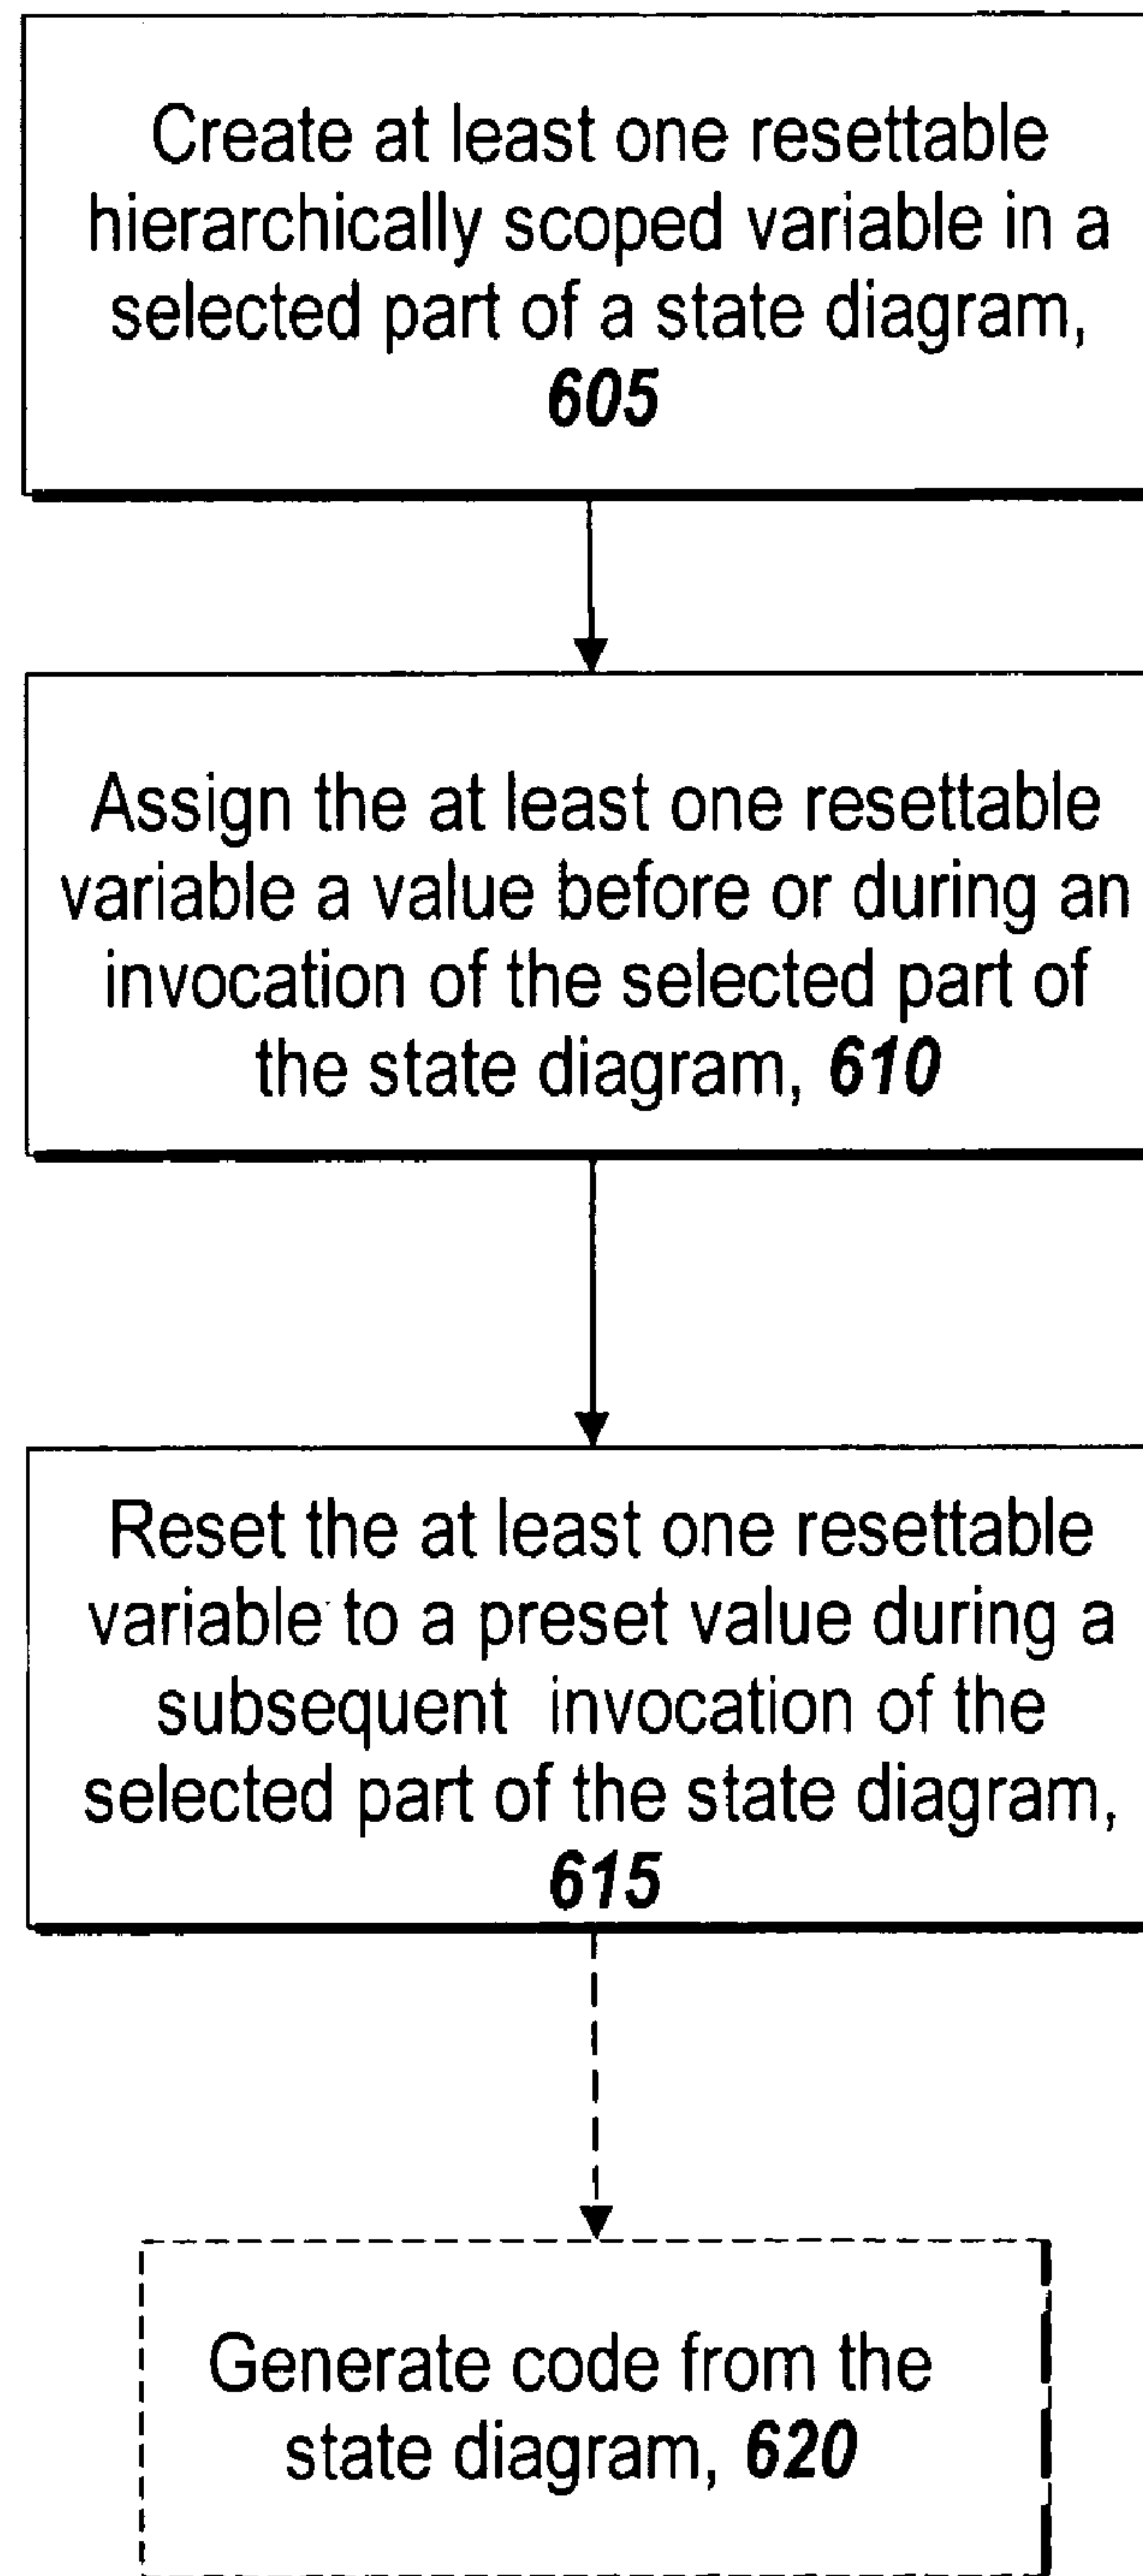 Create at least one resettable
hierarchically scoped variable in a
selected part of a state diagram,
605
Assign the at least one resettable
variable a value before or during an
invocation of the selected part of
the state diagram, 610
Reset the at least one resettable
variable to a preset value during a
subsequent invocation of the
selected part of the state diagram,
615
Generate code from the
state diagram, 620